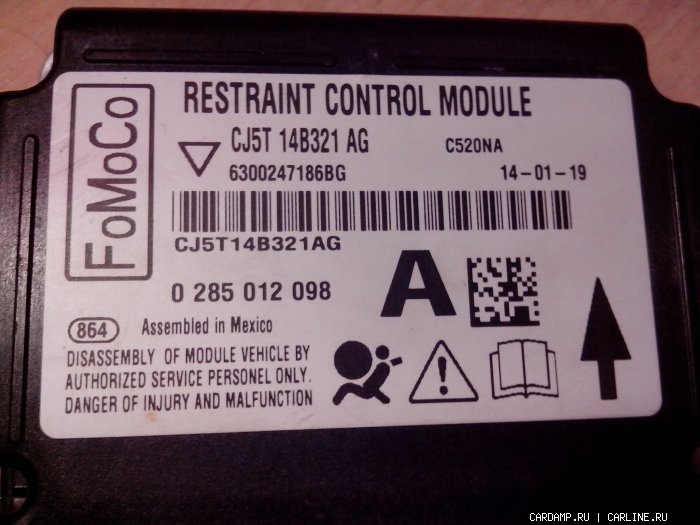 FoMoCo
RESTRAINT CONTROL MODULE
CJ5T 14B321 AG
C520NA
6300247186BG
14-01-19
CJ5T14B321AG
0 285 012 098
A
864
Assembled in Mexico
DISASSEMBLY OF MODULE VEHICLE BY
AUTHORIZED SERVICE PERSONEL ONLY.
DANGER OF INJURY AND MALFUNCTION
CARDAMP.RU | CARLINE.RU